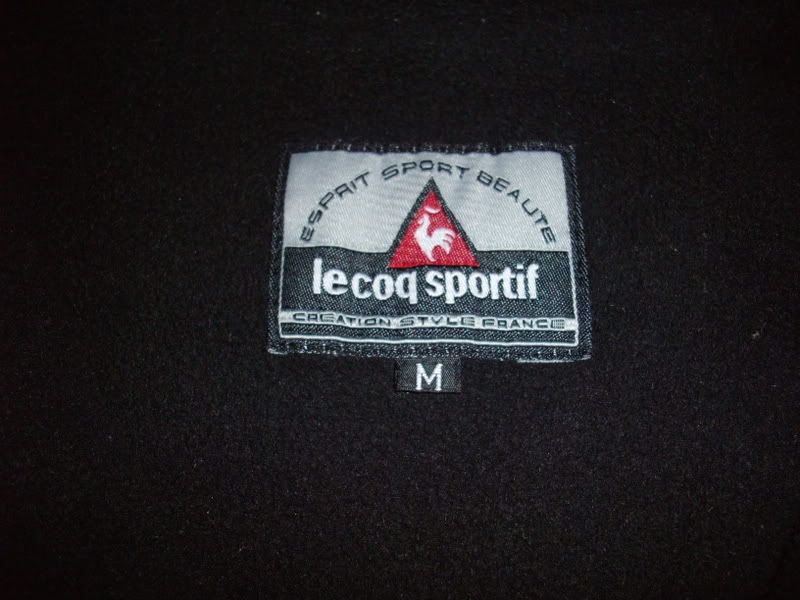 ESPRIT SPORT BEAUTE
le coq sportif
CREATION STYLE FRANCE
M